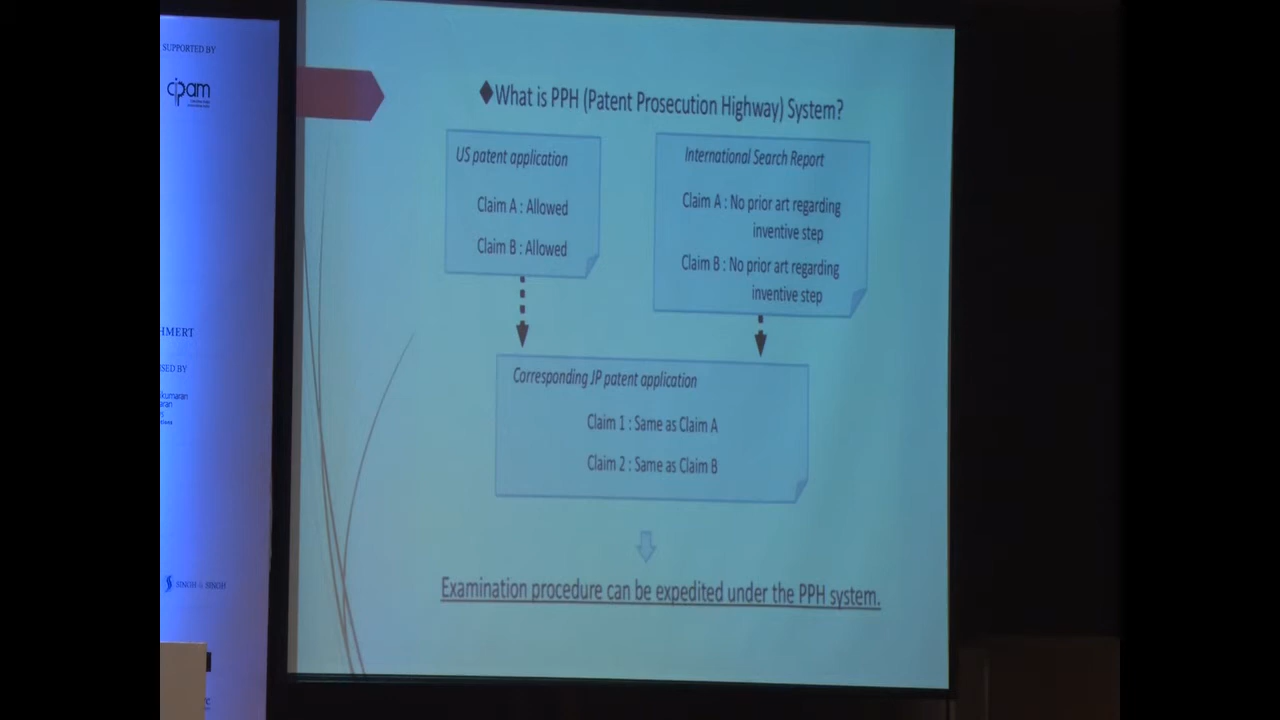 SUPPORTED BY
cipam
HMERT
SED BY
kumaran
aran
tions
SINGH & SINGH
◆What is PPH (Patent Prosecution Highway) System?
US patent application
Claim A : Allowed
Claim B : Allowed
International Search Report
Claim A : No prior art regarding
inventive step
Claim B : No prior art regarding
inventive step
Corresponding JP patent application
Claim 1 : Same as Claim A
Claim 2 : Same as Claim B
Examination procedure can be expedited under the PPH system.